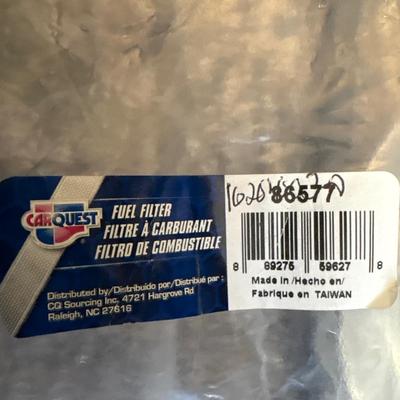 CARQUEST
FUEL FILTER
FILTRE À CARBURANT
FILTRO DE COMBUSTIBLE
Distributed by/Distribuido por/Distribué par :
CQ Sourcing Inc. 4721 Hargrove Rd
Raleigh, NC 27616
86577
8 89275 59627 8
Made in /Hecho en/
Fabrique en TAIWAN